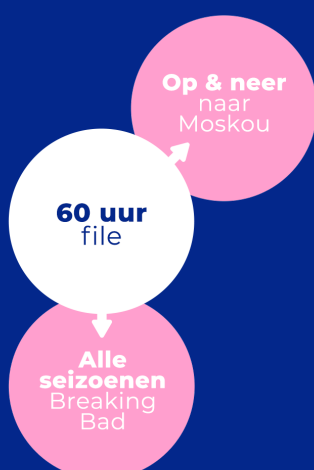 Op & neer
naar
Moskou
60 uur
file
Alle
seizoenen
Breaking
Bad